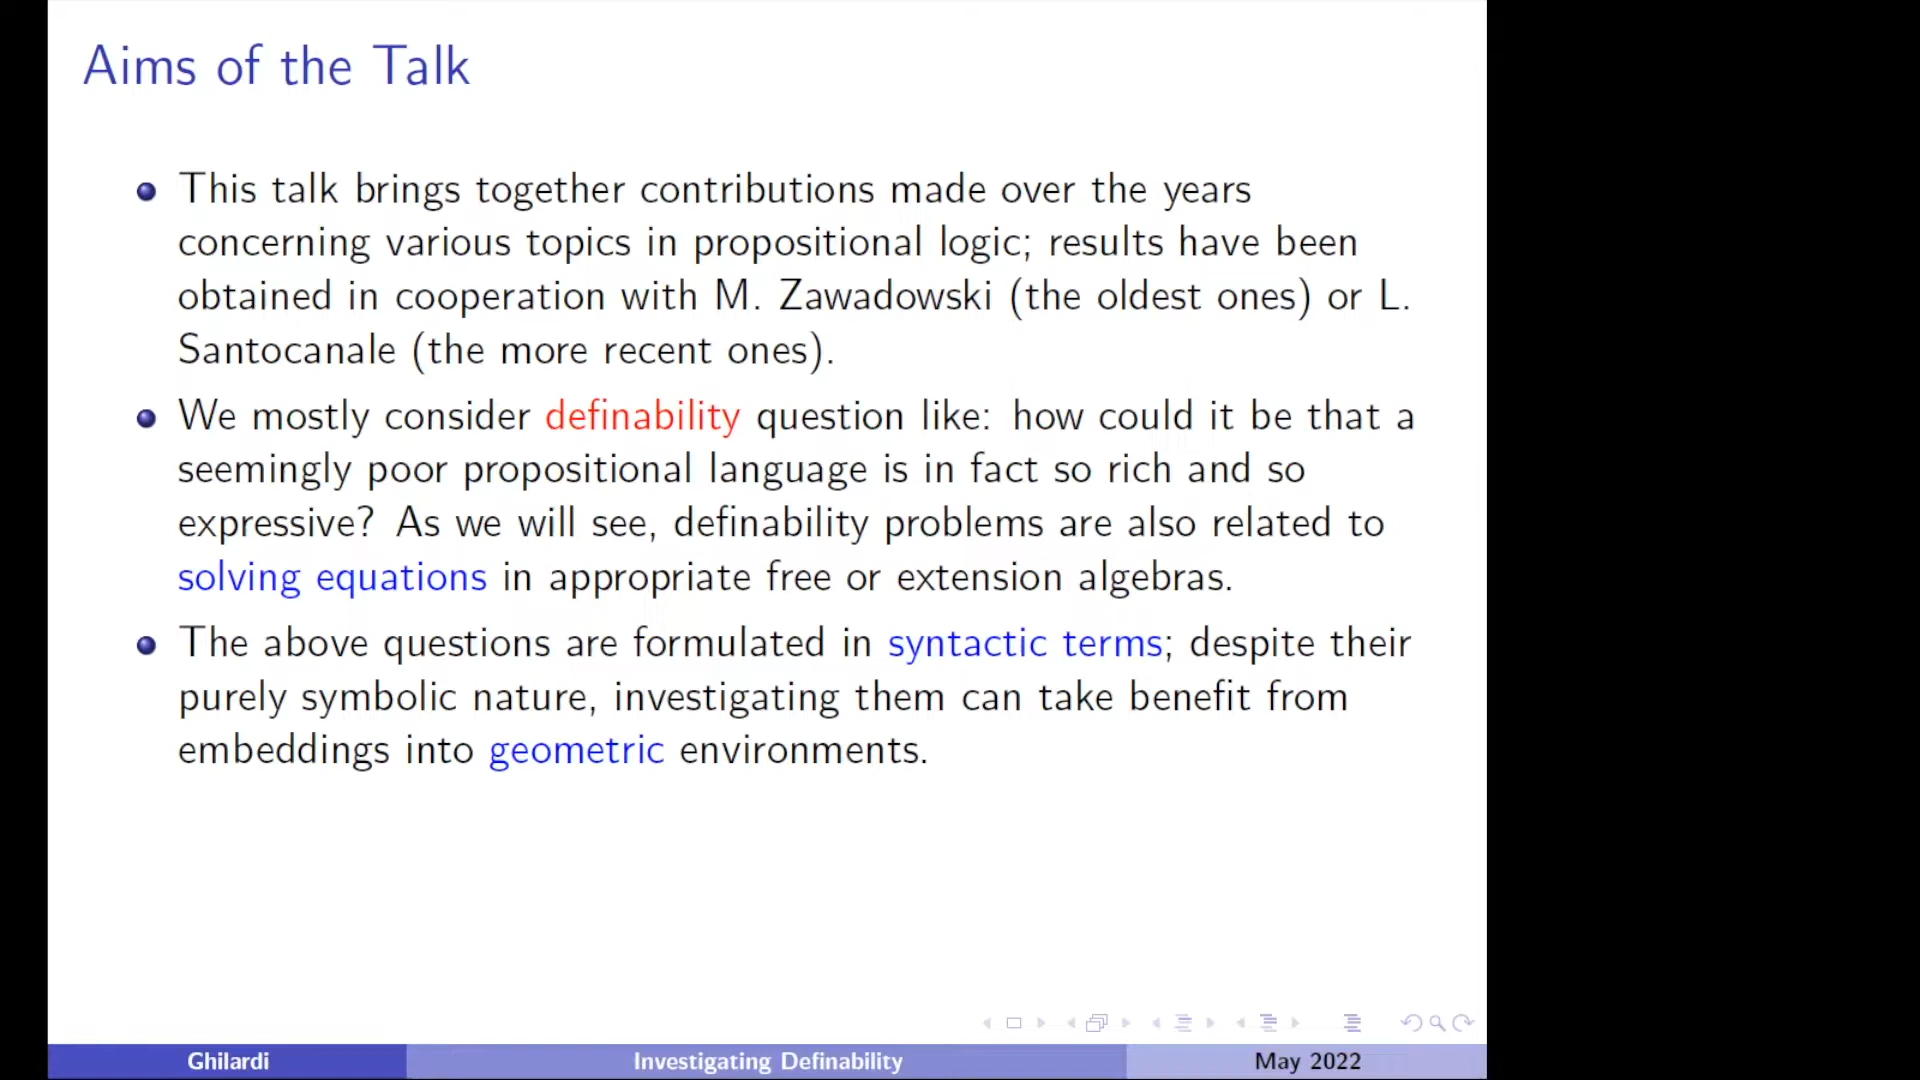 Aims of the Talk
This talk brings together contributions made over the years
concerning various topics in propositional logic; results have been
obtained in cooperation with M. Zawadowski (the oldest ones) or L.
Santocanale (the more recent ones).
We mostly consider definability question like: how could it be that a
seemingly poor propositional language is in fact so rich and so
expressive? As we will see, definability problems are also related to
solving equations in appropriate free or extension algebras.
The above questions are formulated in syntactic terms; despite their
purely symbolic nature, investigating them can take benefit from
embeddings into geometric environments.
Ghilardi
Investigating Definability
May 2022